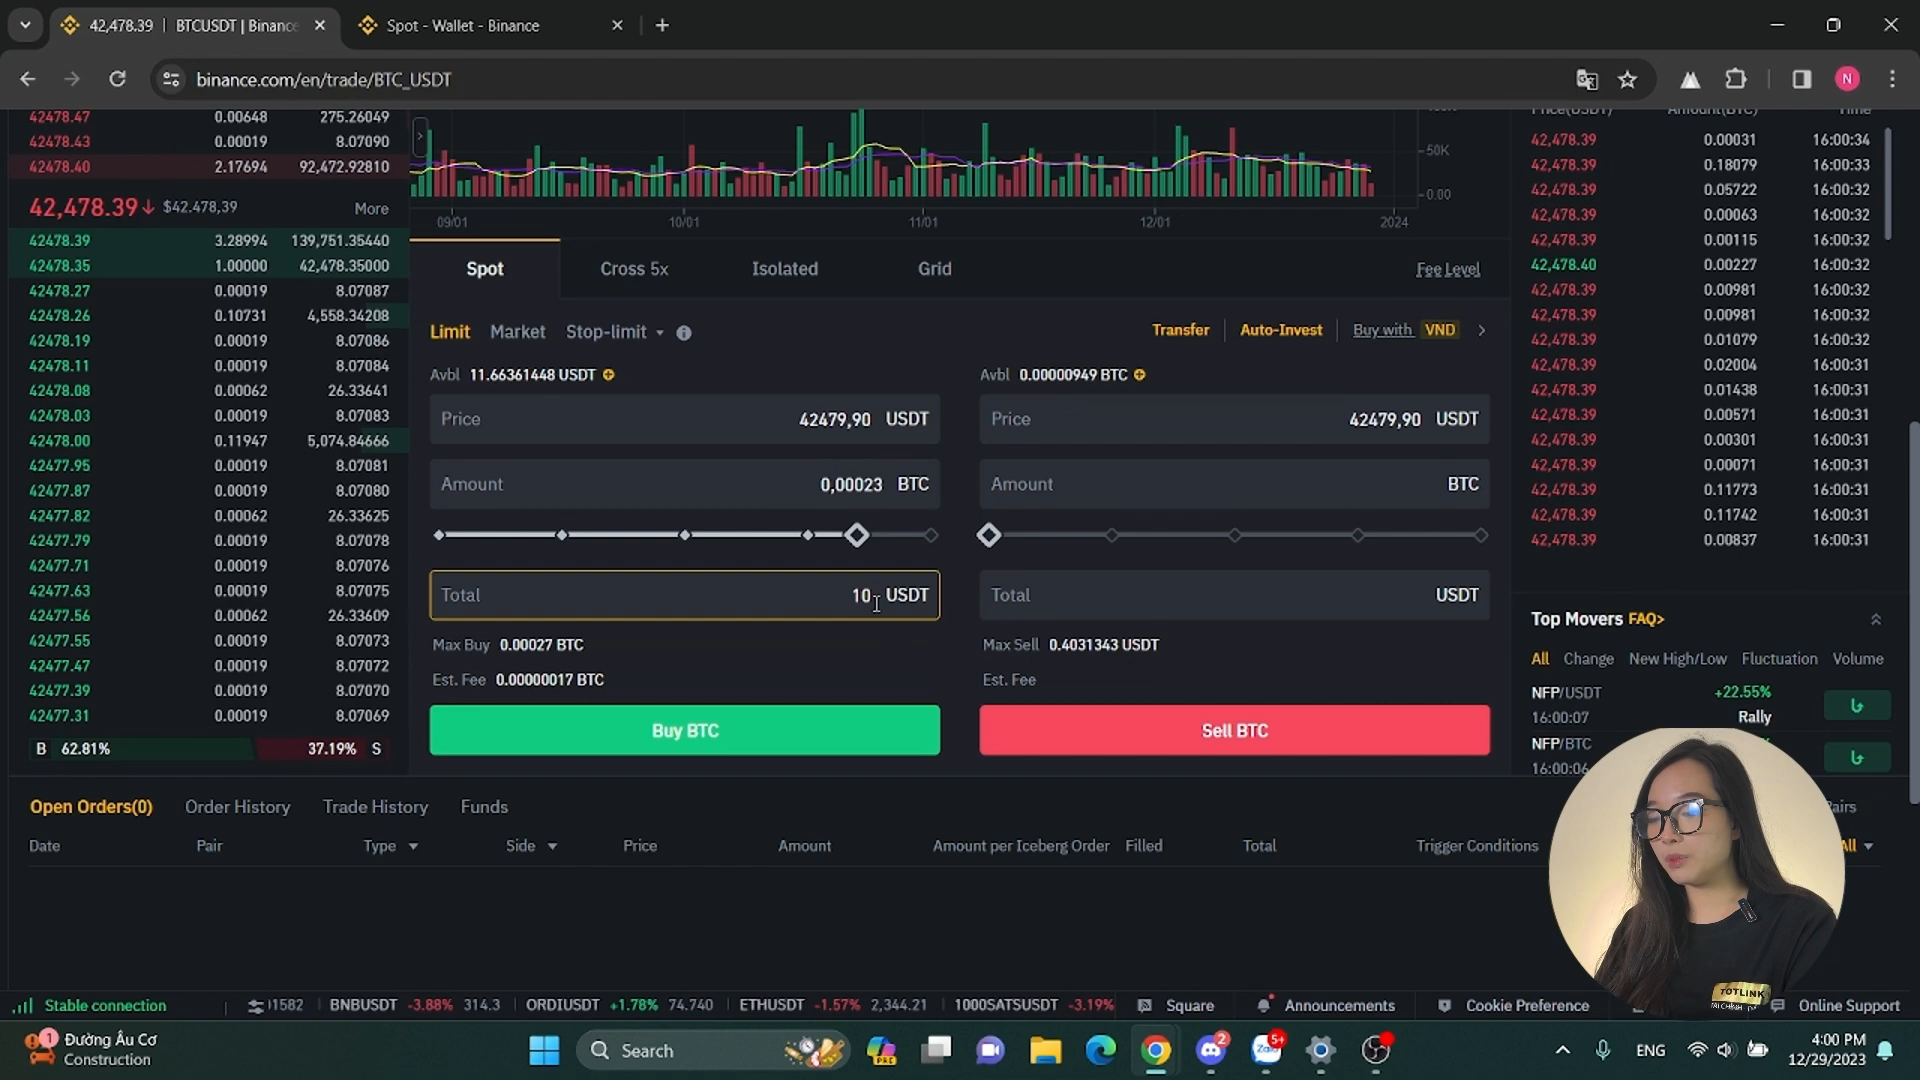 42,478.39 | BTCUSDT | Binance
Spot - Wallet - Binance
binance.com/en/trade/BTC_USDT
N
42478.47 0.00648 275.26049
42478.43 0.00019 8.07090
42478.40 2.17694 92,472.92810
42,478.39↓ $42.478,39 More
42478.39 3.28994 139,751.35440
42478.35 1.00000 42,478.35000
42478.27 0.00019 8.07087
42478.26 0.10731 4,558.34208
42478.19 0.00019 8.07086
42478.11 0.00019 8.07084
42478.08 0.00062 26.33641
42478.03 0.00019 8.07083
42478.00 0.11947 5,074.84666
42477.95 0.00019 8.07081
42477.87 0.00019 8.07080
42477.82 0.00062 26.33625
42477.79 0.00019 8.07078
42477.71 0.00019 8.07076
42477.63 0.00019 8.07075
42477.56 0.00062 26.33609
42477.55 0.00019 8.07073
42477.47 0.00019 8.07072
42477.39 0.00019 8.07070
42477.31 0.00019 8.07069
B 62.81% 37.19% S
50K
0.00
09/01 10/01 11/01 12/01 2024
Spot Cross 5x Isolated Grid Fee Level
Limit Market Stop-limit
Transfer Auto-Invest Buy with VND
Avbl 11.66361448 USDT
Price 42479,90 USDT
Amount 0,00023 BTC
Total 10 USDT
Max Buy 0.00027 BTC
Est. Fee 0.00000017 BTC
Buy BTC
Avbl 0.00000949 BTC
Price 42479,90 USDT
Amount BTC
Total USDT
Max Sell 0.4031343 USDT
Est. Fee
Sell BTC
Price(USDT) Amount(BTC) Time
42,478.39 0.00031 16:00:34
42,478.39 0.18079 16:00:33
42,478.39 0.05722 16:00:32
42,478.39 0.00063 16:00:32
42,478.39 0.00115 16:00:32
42,478.40 0.00227 16:00:32
42,478.39 0.00981 16:00:32
42,478.39 0.00981 16:00:32
42,478.39 0.01079 16:00:32
42,478.39 0.02004 16:00:31
42,478.39 0.01438 16:00:31
42,478.39 0.00571 16:00:31
42,478.39 0.00301 16:00:31
42,478.39 0.00071 16:00:31
42,478.39 0.11773 16:00:31
42,478.39 0.11742 16:00:31
42,478.39 0.00837 16:00:31
Top Movers FAQ>
All Change New High/Low Fluctuation Volume
NFP/USDT +22.55%
16:00:07 Rally
NFP/BTC
16:00:06
Open Orders(0) Order History Trade History Funds
Date Pair Type Side Price Amount Amount per Iceberg Order Filled Total Trigger Conditions All
TOTLINK
Stable connection
BNBUSDT -3.88% 314.3 ORDIUSDT +1.78% 74.740 ETHUSDT -1.57% 2,344.21 1000SATSUSDT -3.19%
Square Announcements Cookie Preference Online Support
1 Đường Âu Cơ
Construction
Search
PRE
2
Zalo 5+
ENG
4:00 PM
12/29/2023